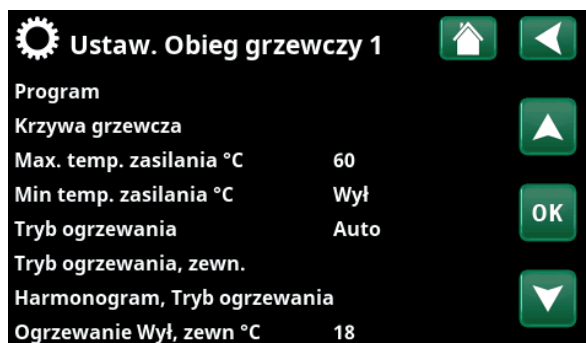 Ustaw. Obieg grzewczy 1
Program
Krzywa grzewcza
Max. temp. zasilania °C 60
Min temp. zasilania °C Wył
Tryb ogrzewania Auto
OK
Tryb ogrzewania, zewn.
Harmonogram, Tryb ogrzewania
Ogrzewanie Wył, zewn °C 18